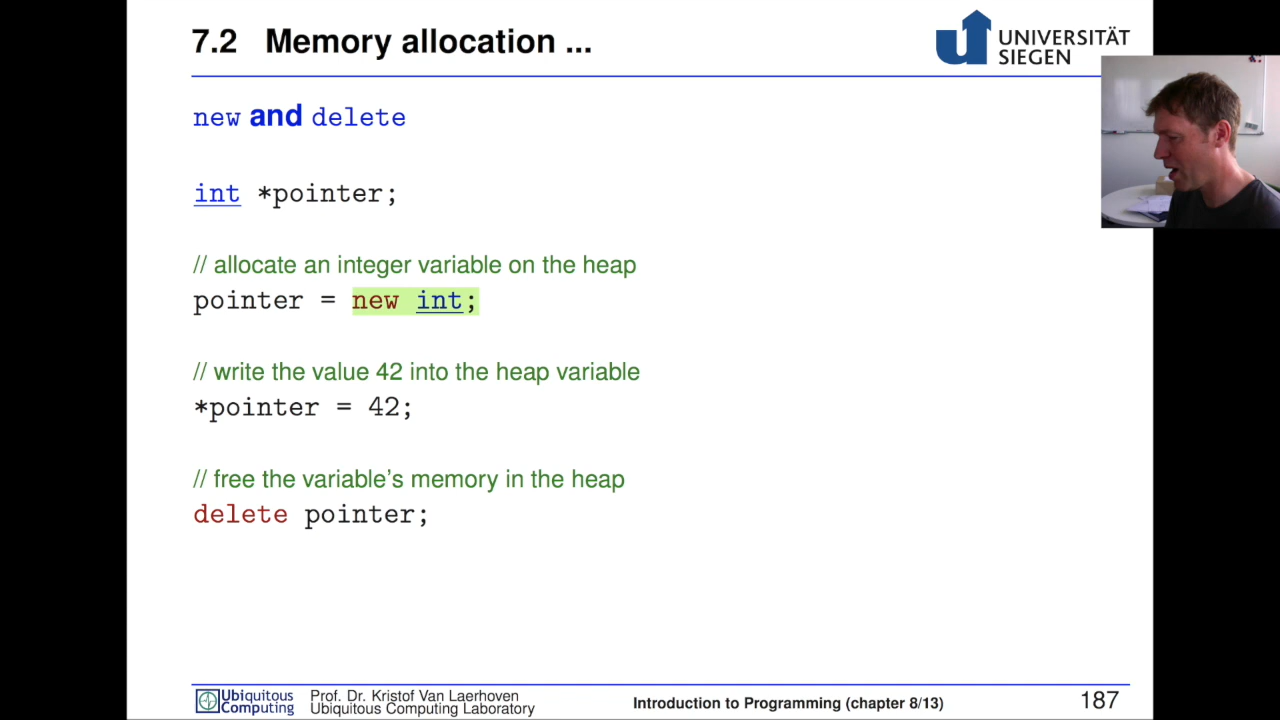 7.2 Memory allocation ...
UNIVERSITÄT
SIEGEN
new and delete
int *pointer;
// allocate an integer variable on the heap
pointer = new int;
// write the value 42 into the heap variable
*pointer = 42;
// free the variable's memory in the heap
delete pointer;
Ubiquitous
Computing
Prof. Dr. Kristof Van Laerhoven
Ubiquitous Computing Laboratory
Introduction to Programming (chapter 8/13)
187